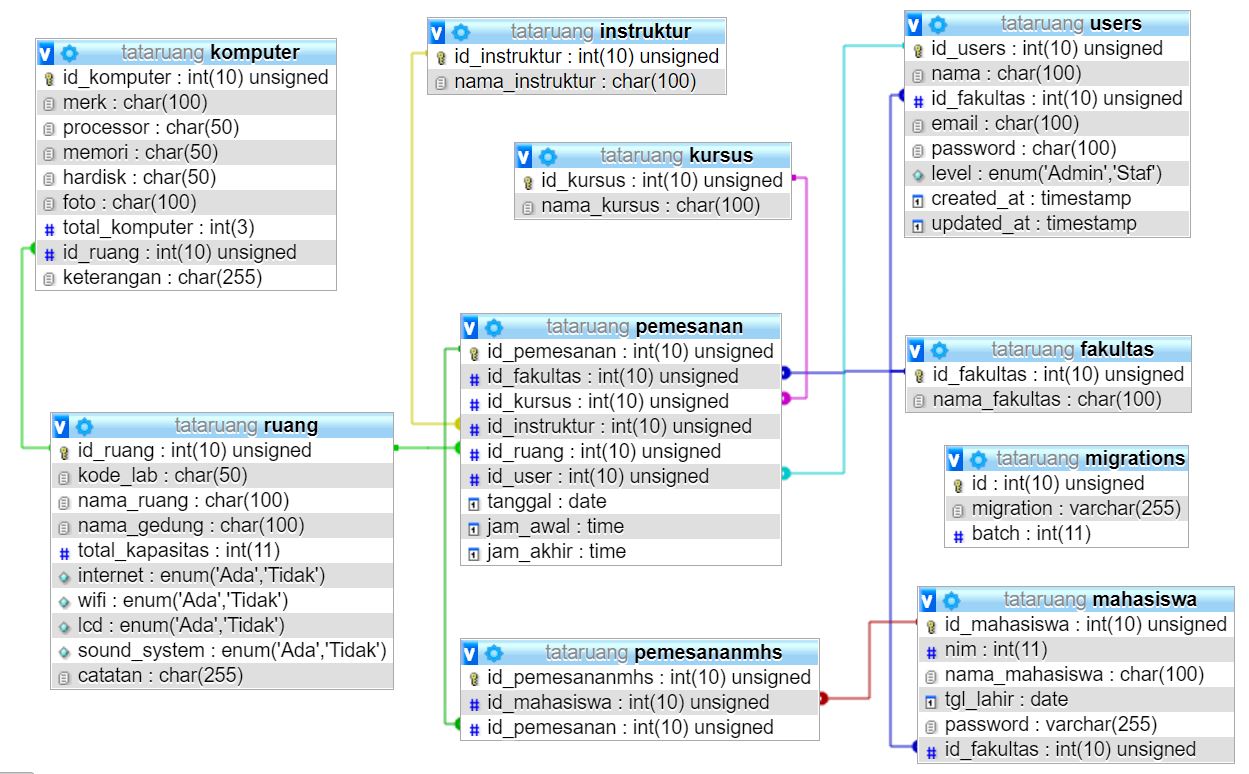 tataruang komputer
id_komputer : int(10) unsigned
merk : char(100)
processor : char(50)
memori : char(50)
hardisk : char(50)
foto : char(100)
total_komputer : int(3)
id_ruang : int(10) unsigned
keterangan : char(255)
tataruang instruktur
id_instruktur : int(10) unsigned
nama_instruktur : char(100)
tataruang users
id_users : int(10) unsigned
nama : char(100)
id_fakultas : int(10) unsigned
email : char(100)
password : char(100)
level : enum('Admin','Staf')
created_at : timestamp
updated_at : timestamp
tataruang kursus
id_kursus : int(10) unsigned
nama_kursus : char(100)
tataruang pemesanan
id_pemesanan : int(10) unsigned
id_fakultas : int(10) unsigned
id_kursus : int(10) unsigned
id_instruktur : int(10) unsigned
id_ruang : int(10) unsigned
id_user : int(10) unsigned
tanggal : date
jam_awal : time
jam_akhir : time
tataruang fakultas
id_fakultas : int(10) unsigned
nama_fakultas : char(100)
tataruang ruang
id_ruang : int(10) unsigned
kode_lab : char(50)
nama_ruang : char(100)
nama_gedung : char(100)
total_kapasitas : int(11)
internet : enum('Ada','Tidak')
wifi : enum('Ada','Tidak')
lcd : enum('Ada','Tidak')
sound_system : enum('Ada','Tidak')
catatan : char(255)
tataruang migrations
id : int(10) unsigned
migration : varchar(255)
batch : int(11)
tataruang pemesananmhs
id_pemesananmhs : int(10) unsigned
id_mahasiswa : int(10) unsigned
id_pemesanan : int(10) unsigned
tataruang mahasiswa
id_mahasiswa : int(10) unsigned
nim : int(11)
nama_mahasiswa : char(100)
tgl_lahir : date
password : varchar(255)
id_fakultas : int(10) unsigned